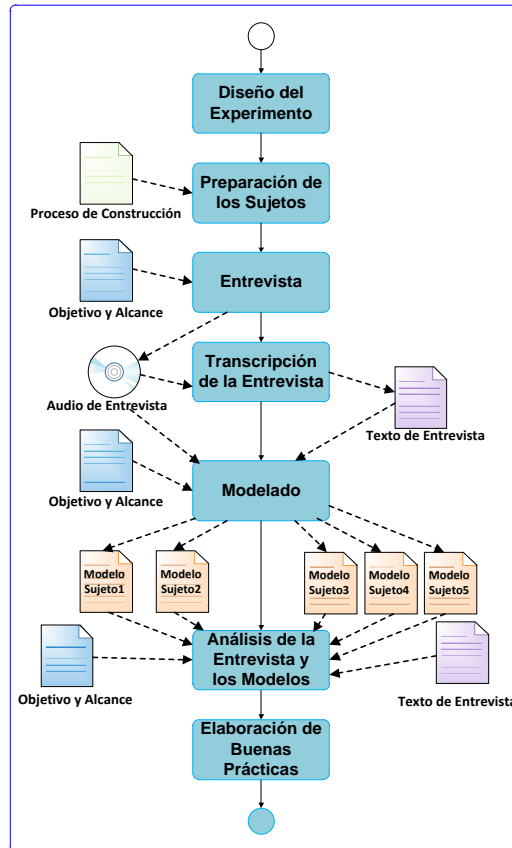 Diseño del
Experimento
Preparación de
los Sujetos
Proceso de Construcción
Entrevista
Objetivo y Alcance
Transcripción
de la Entrevista
Audio de Entrevista
Texto de Entrevista
Modelado
Objetivo y Alcance
Modelo
Sujeto1
Modelo
Sujeto2
Modelo
Sujeto3
Modelo
Sujeto4
Modelo
Sujeto5
Análisis de la
Entrevista y
los Modelos
Objetivo y Alcance
Texto de Entrevista
Elaboración de
Buenas
Prácticas